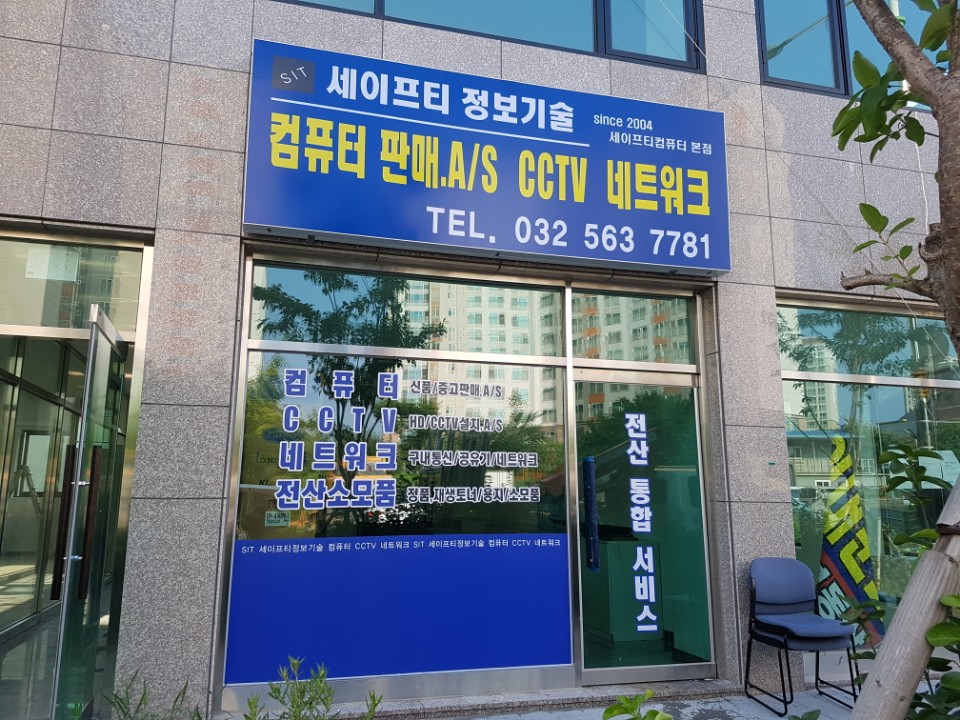 SIT 세이프티 정보기술 since 2004
세이프티컴퓨터 본점
컴퓨터 판매.A/S CCTV 네트워크
TEL. 032 563 7781
컴퓨터 신품/중고판매.A/S
CCTV HD/CCTV설치.A/S
네트워크 구내통신/공유기/네트워크
전산소모품 정품.재생토너/용지/소모품
SIT 세이프티정보기술 컴퓨터 CCTV 네트워크 SIT 세이프티정보기술 컴퓨터 CCTV 네트워크
전산 통합 서비스